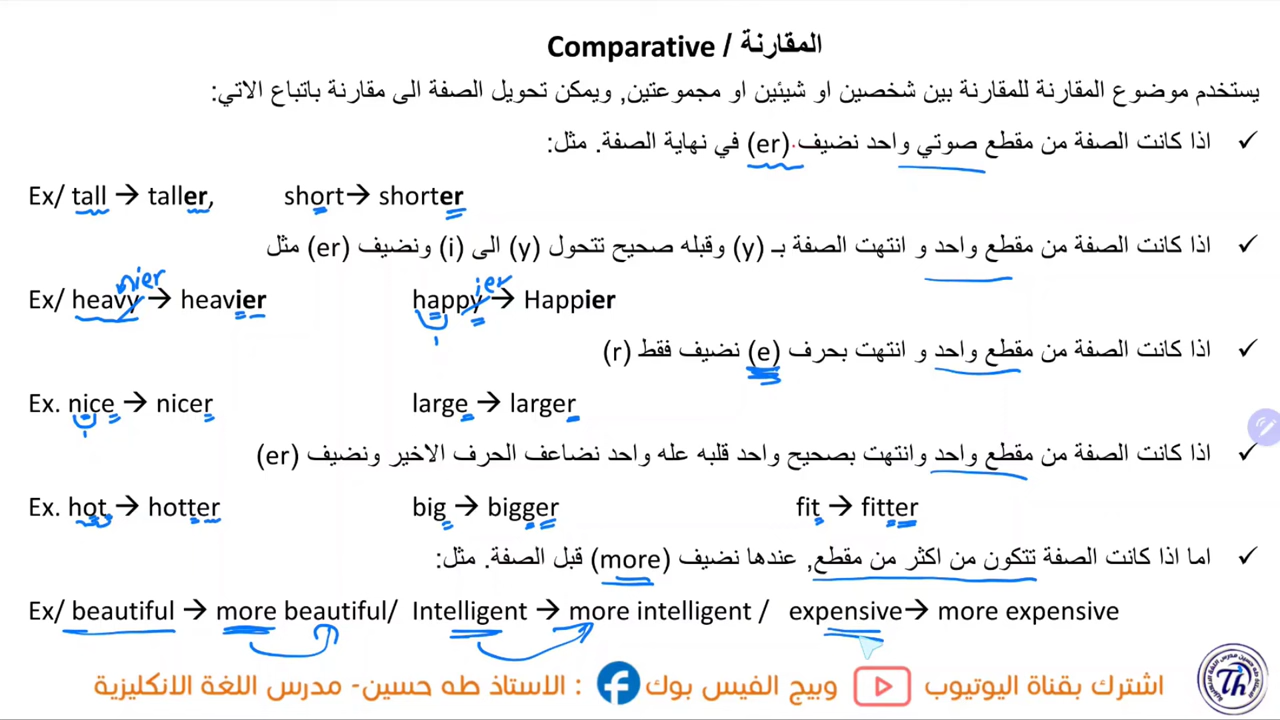 Comparative / المقارنة
يستخدم موضوع المقارنة للمقارنة بين شخصين او شيئين او مجموعتين, ويمكن تحويل الصفة الى مقارنة باتباع الاتي:
✓ اذا كانت الصفة من مقطع صوتي واحد نضيف (er) في نهاية الصفة. مثل:
Ex/ tall → taller, short→ shorter
✓ اذا كانت الصفة من مقطع واحد و انتهت الصفة بـ (y) وقبله صحيح تتحول (y) الى (i) ونضيف (er) مثل
ier ier
Ex/ heavy → heavier happy → Happier
✓ اذا كانت الصفة من مقطع واحد و انتهت بحرف (e) نضيف فقط (r)
Ex. nice → nicer large → larger
✓ اذا كانت الصفة من مقطع واحد وانتهت بصحيح واحد قلبه عله واحد نضاعف الحرف الاخير ونضيف (er)
Ex. hot → hotter big → bigger fit → fitter
✓ اما اذا كانت الصفة تتكون من اكثر من مقطع, عندها نضيف (more) قبل الصفة. مثل:
Ex/ beautiful → more beautiful/ Intelligent → more intelligent / expensive→ more expensive
اشترك بقناة اليوتيوب وبيج الفيس بوك : الاستاذ طه حسين- مدرس اللغة الانكليزية
Th